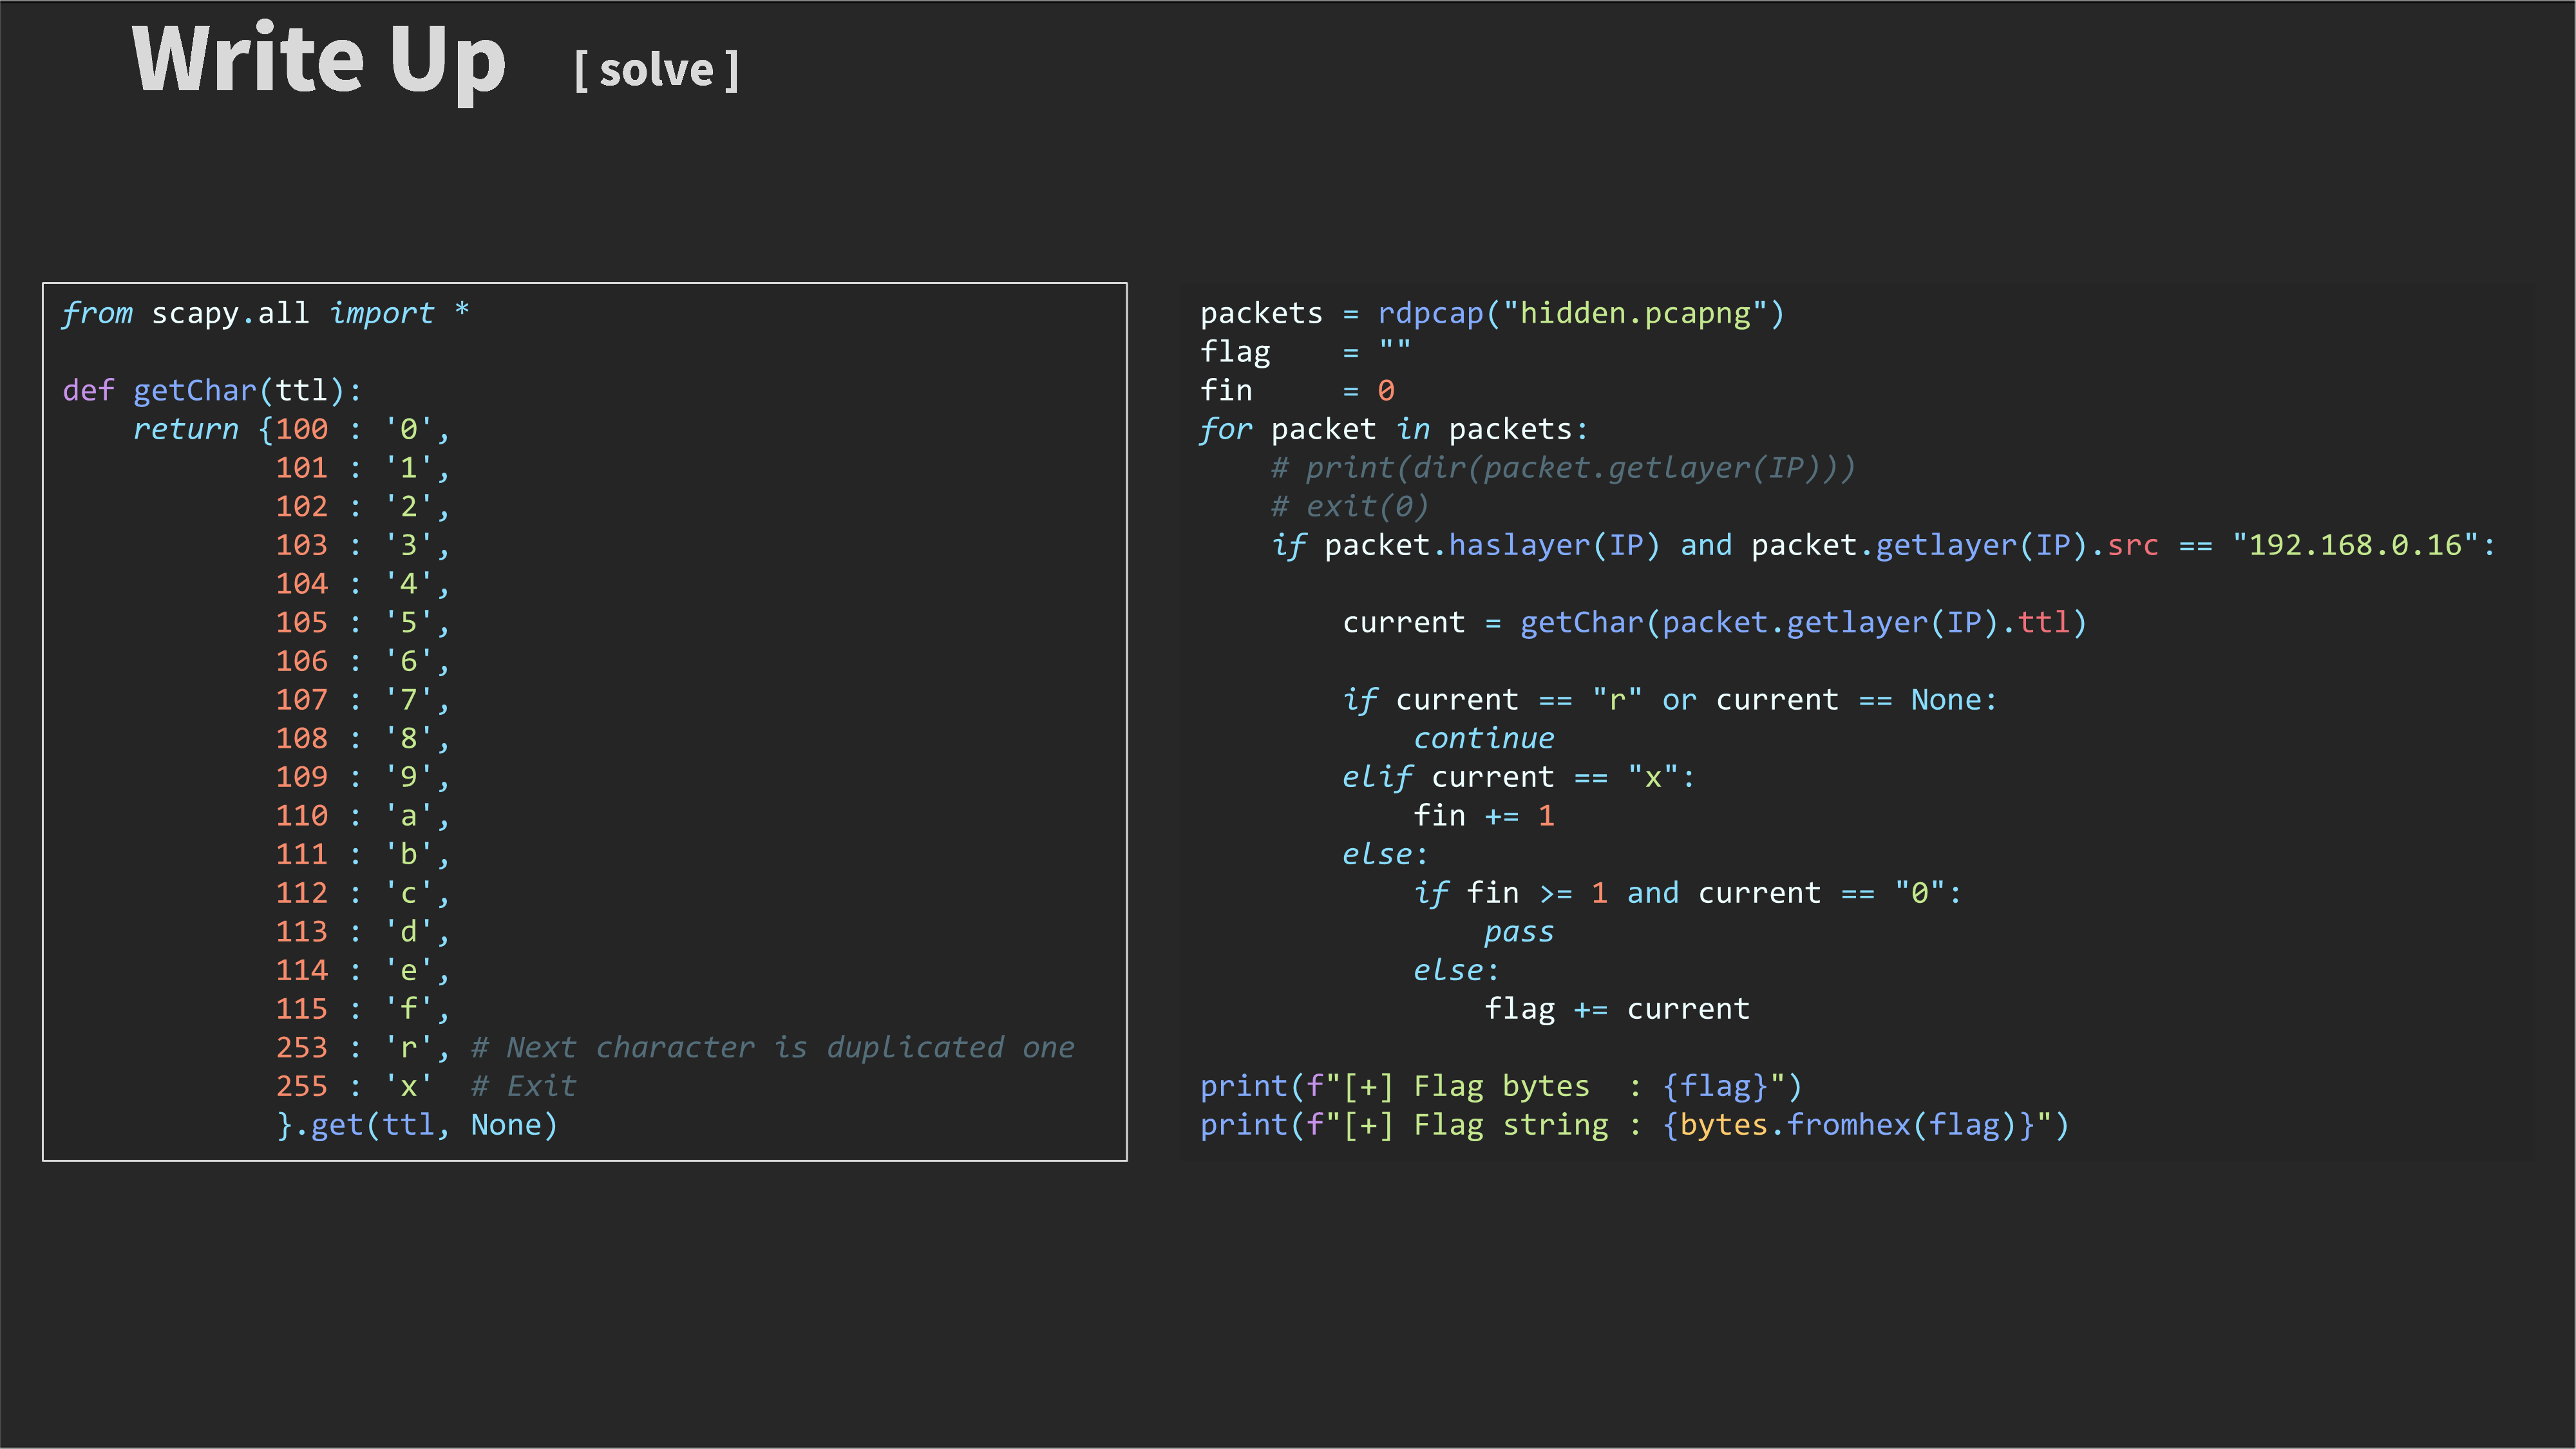 Write Up [ solve ]
from scapy.all import *
def getChar(ttl):
    return {100 : '0',
            101 : '1',
            102 : '2',
            103 : '3',
            104 : '4',
            105 : '5',
            106 : '6',
            107 : '7',
            108 : '8',
            109 : '9',
            110 : 'a',
            111 : 'b',
            112 : 'c',
            113 : 'd',
            114 : 'e',
            115 : 'f',
            253 : 'r', # Next character is duplicated one
            255 : 'x'  # Exit
            }.get(ttl, None)
packets = rdpcap("hidden.pcapng")
flag    = ""
fin     = 0
for packet in packets:
    # print(dir(packet.getlayer(IP)))
    # exit(0)
    if packet.haslayer(IP) and packet.getlayer(IP).src == "192.168.0.16":
        current = getChar(packet.getlayer(IP).ttl)
        if current == "r" or current == None:
            continue
        elif current == "x":
            fin += 1
        else:
            if fin >= 1 and current == "0":
                pass
            else:
                flag += current
print(f"[+] Flag bytes  : {flag}")
print(f"[+] Flag string : {bytes.fromhex(flag)}")